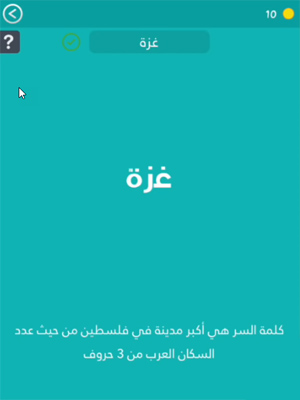 10
?
غزة
غزة
كلمة السر هي أكبر مدينة في فلسطين من حيث عدد
السكان العرب من 3 حروف